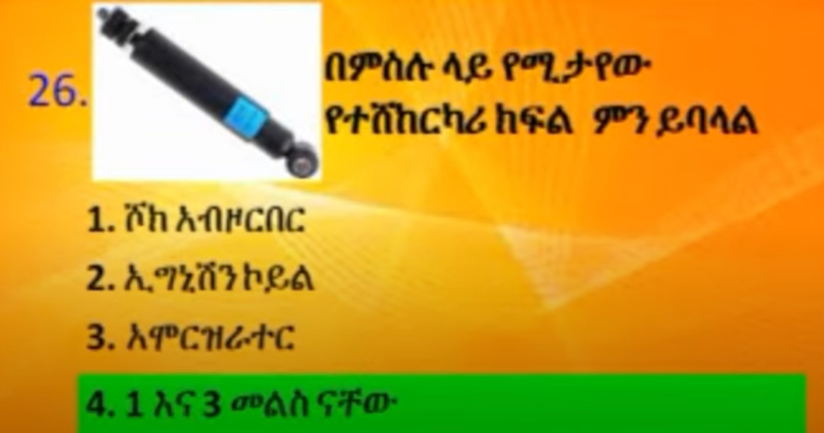 26. በምስሉ ላይ የሚታየው
የተሽከርካሪ ክፍል ምን ይባላል
1. ሾክ አብዞርበር
2. ኢግኒሽን ኮይል
3. አሞርዝራተር
4. 1 እና 3 መልስ ናቸው